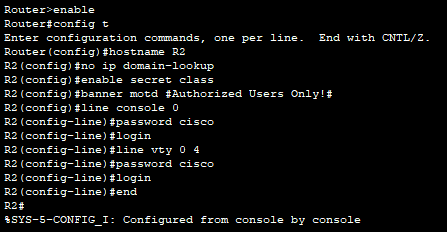 Router>enable
Router#config t
Enter configuration commands, one per line.  End with CNTL/Z.
Router(config)#hostname R2
R2(config)#no ip domain-lookup
R2(config)#enable secret class
R2(config)#banner motd #Authorized Users Only!#
R2(config)#line console 0
R2(config-line)#password cisco
R2(config-line)#login
R2(config-line)#line vty 0 4
R2(config-line)#password cisco
R2(config-line)#login
R2(config-line)#end
R2#
%SYS-5-CONFIG_I: Configured from console by console